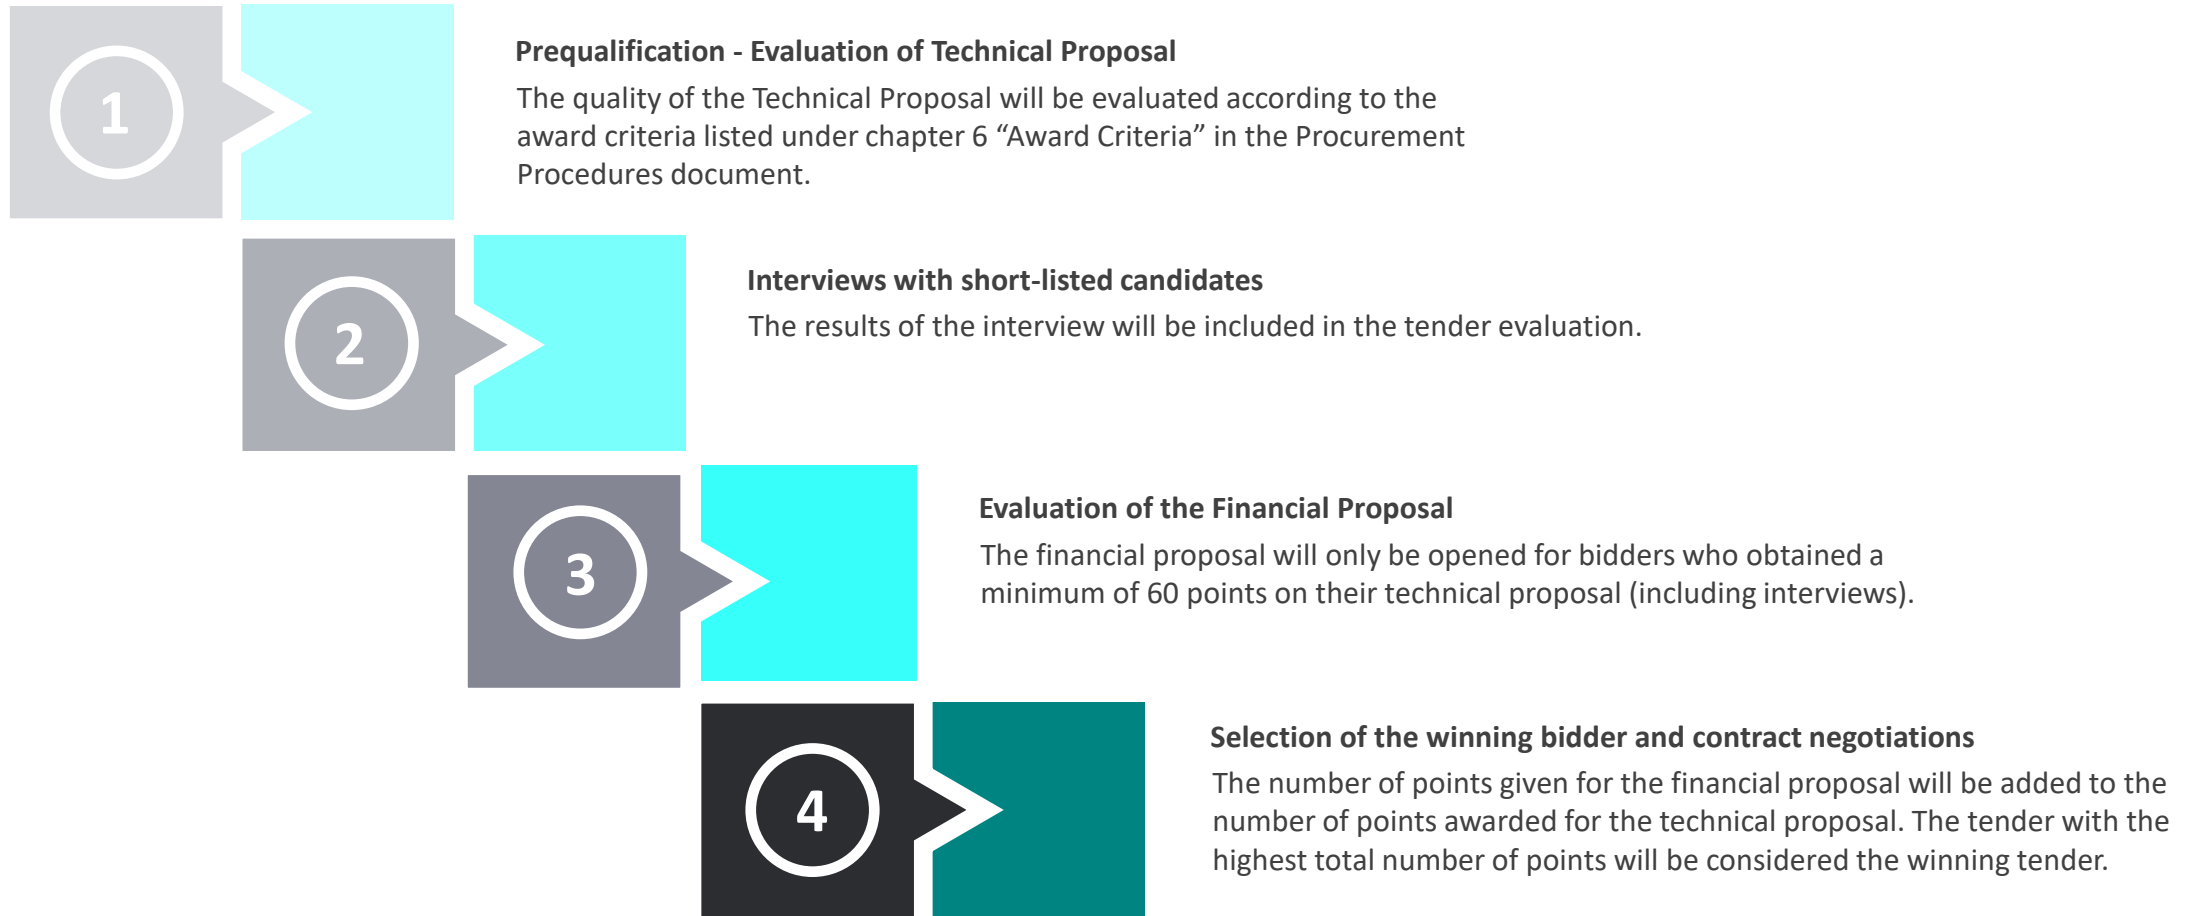 1
Prequalification - Evaluation of Technical Proposal
The quality of the Technical Proposal will be evaluated according to the
award criteria listed under chapter 6 “Award Criteria” in the Procurement
Procedures document.
2
Interviews with short-listed candidates
The results of the interview will be included in the tender evaluation.
3
Evaluation of the Financial Proposal
The financial proposal will only be opened for bidders who obtained a
minimum of 60 points on their technical proposal (including interviews).
4
Selection of the winning bidder and contract negotiations
The number of points given for the financial proposal will be added to the
number of points awarded for the technical proposal. The tender with the
highest total number of points will be considered the winning tender.